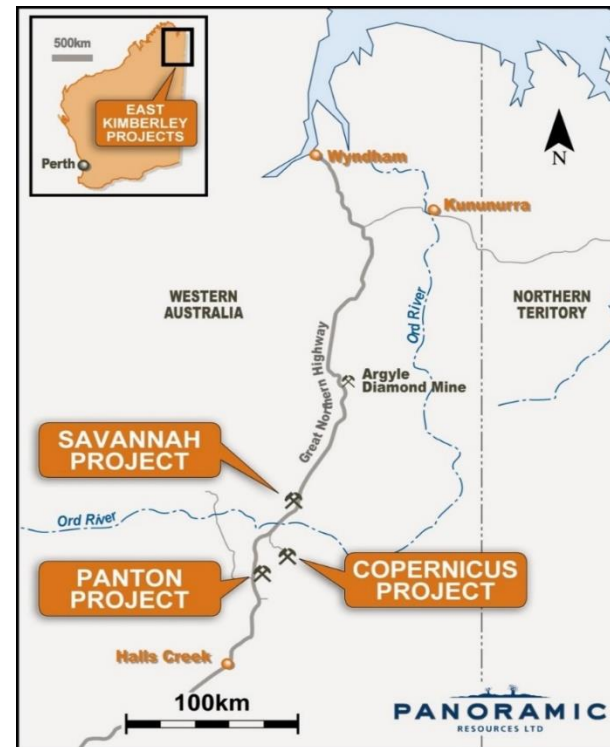 500km
EAST
KIMBERLEY
PROJECTS
Perth
Wyndham
N
Kununurra
WESTERN
AUSTRALIA
NORTHERN
TERITORY
Ord River
Great Northern Highway
Argyle
Diamond Mine
SAVANNAH
PROJECT
Ord River
PANTON
PROJECT
COPERNICUS
PROJECT
Halls Creek
100km
PANORAMIC
RESOURCES LTD